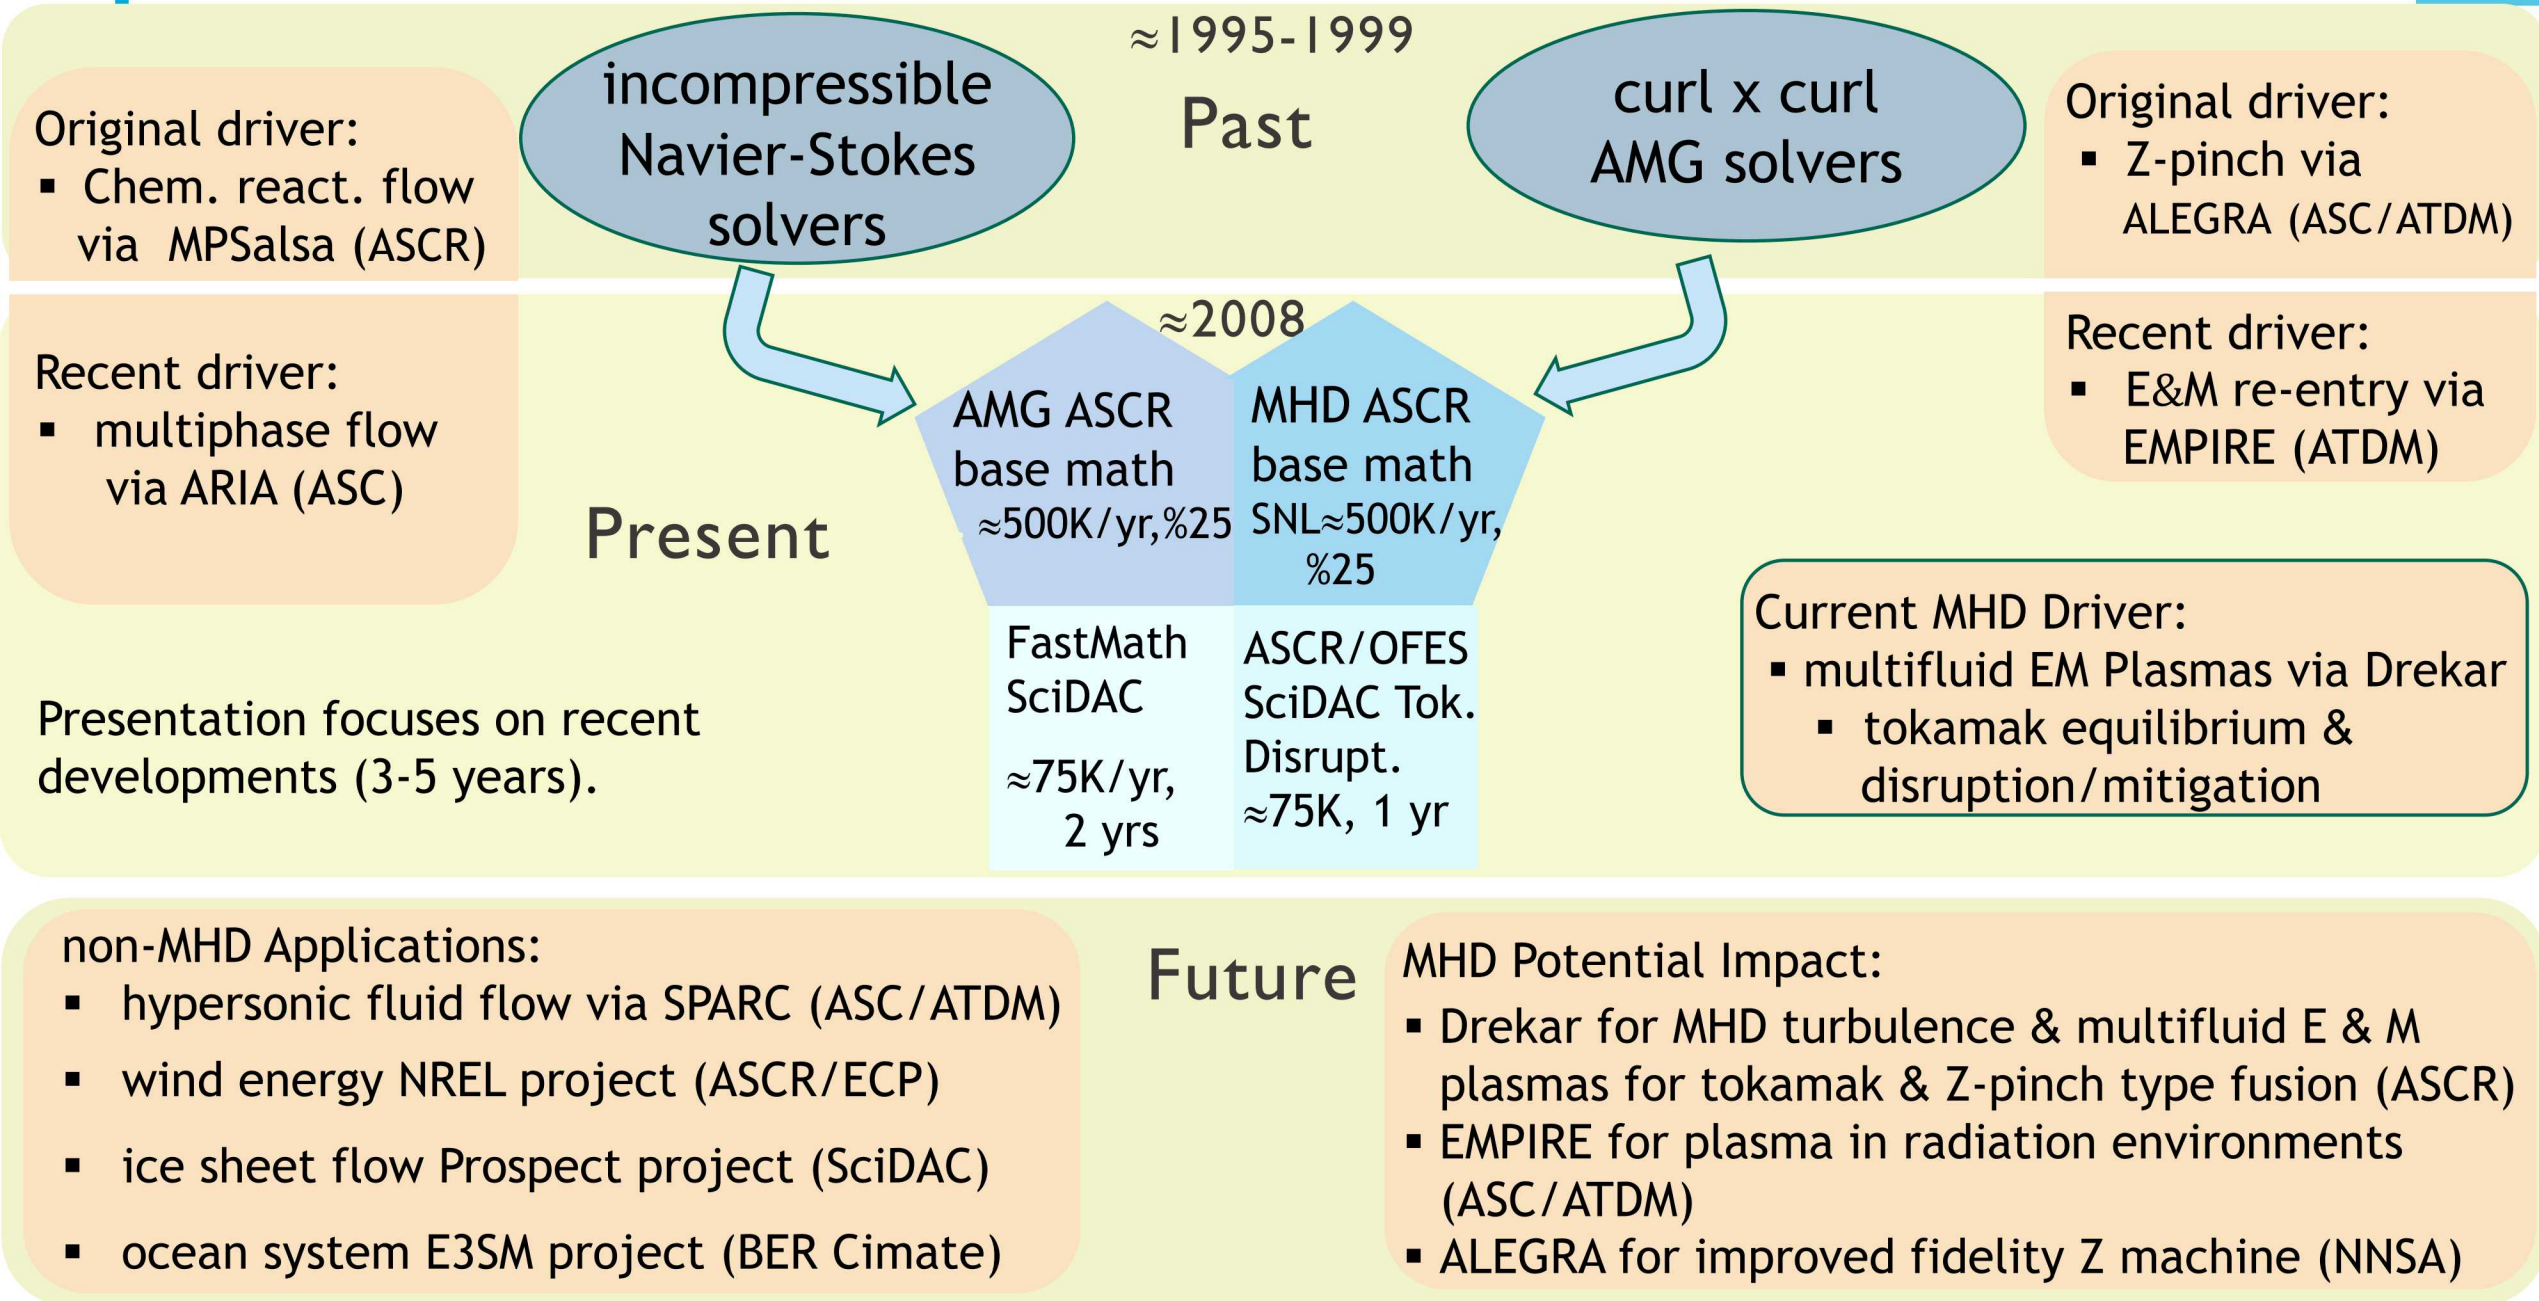 ≈1995-1999
Past
Original driver:
▪ Chem. react. flow
via MPSalsa (ASCR)
incompressible
Navier-Stokes
solvers
curl x curl
AMG solvers
Original driver:
▪ Z-pinch via
ALEGRA (ASC/ATDM)
≈2008
Recent driver:
▪ multiphase flow
via ARIA (ASC)
Present
AMG ASCR
base math
≈500K/yr,%25
MHD ASCR
base math
SNL≈500K/yr,
%25
Recent driver:
▪ E&M re-entry via
EMPIRE (ATDM)
FastMath
SciDAC
≈75K/yr,
2 yrs
ASCR/OFES
SciDAC Tok.
Disrupt.
≈75K, 1 yr
Current MHD Driver:
▪ multifluid EM Plasmas via Drekar
▪ tokamak equilibrium &
disruption/mitigation
Presentation focuses on recent
developments (3-5 years).
Future
non-MHD Applications:
▪ hypersonic fluid flow via SPARC (ASC/ATDM)
▪ wind energy NREL project (ASCR/ECP)
▪ ice sheet flow Prospect project (SciDAC)
▪ ocean system E3SM project (BER Cimate)
MHD Potential Impact:
▪ Drekar for MHD turbulence & multifluid E & M
plasmas for tokamak & Z-pinch type fusion (ASCR)
▪ EMPIRE for plasma in radiation environments
(ASC/ATDM)
▪ ALEGRA for improved fidelity Z machine (NNSA)